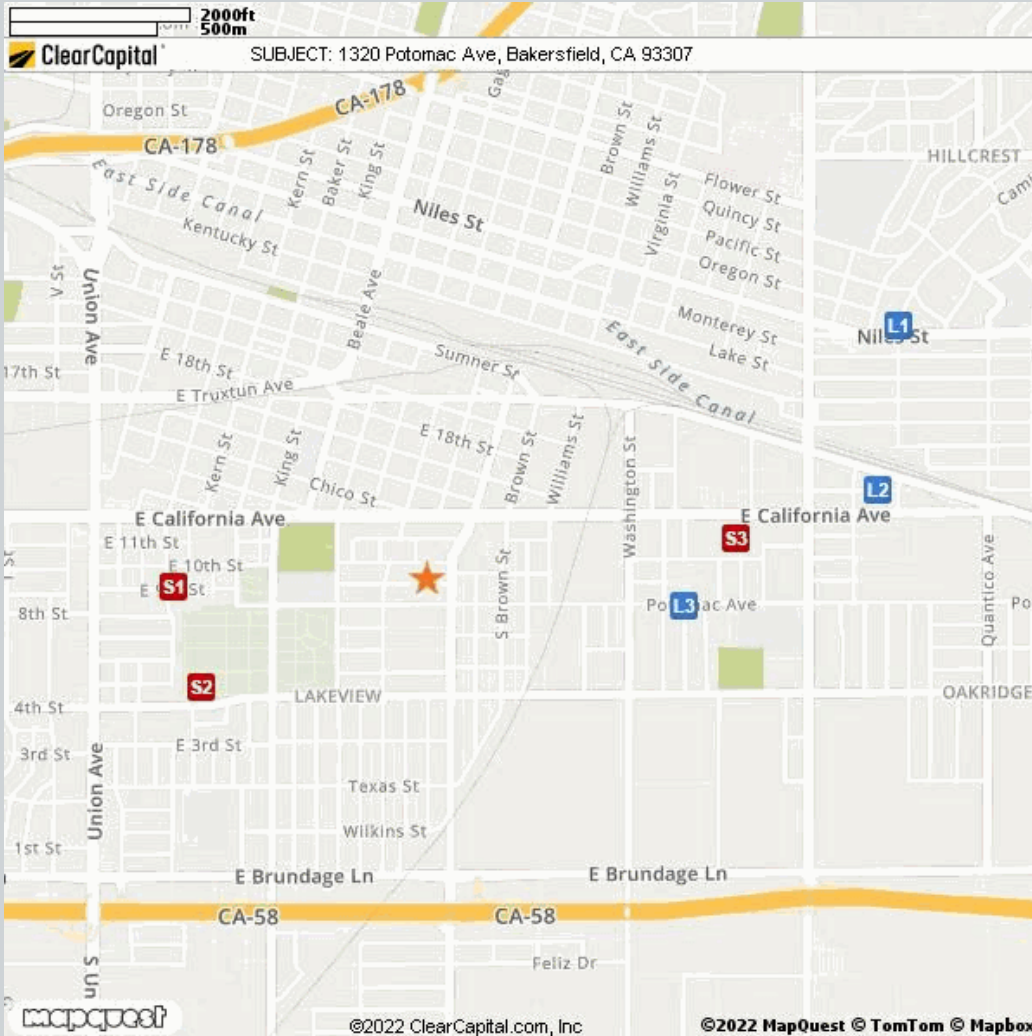 2000ft
500m
ClearCapital
SUBJECT: 1320 Potomac Ave, Bakersfield, CA 93307
Oregon St
CA-178
CA-178
East Side Canal
Kern St
Baker St
King St
Niles St
Kentucky St
Brown St
Williams St
Virginia St
Flower St
Quincy St
Pacific St
Oregon St
HILLCREST
V St
Union Ave
Beale Ave
Monterey St
Lake St
L1
Niles St
East Side Canal
17th St
E 18th St
E Truxtun Ave
Sumner St
Kern St
King St
E 18th St
Brown St
Williams St
Washington St
Chico St
L2
E California Ave
E California Ave
E 11th St
E 10th St
S3
S1
St
8th St
S Brown St
L3
Ave
Quantico Ave
S2
LAKEVIEW
OAKRIDGE
4th St
3rd St
E 3rd St
Union Ave
Texas St
Wilkins St
1st St
E Brundage Ln
E Brundage Ln
CA-58
CA-58
Feliz Dr
S Un
mapquest
©2022 ClearCapital.com, Inc
©2022 MapQuest © TomTom © Mapbox